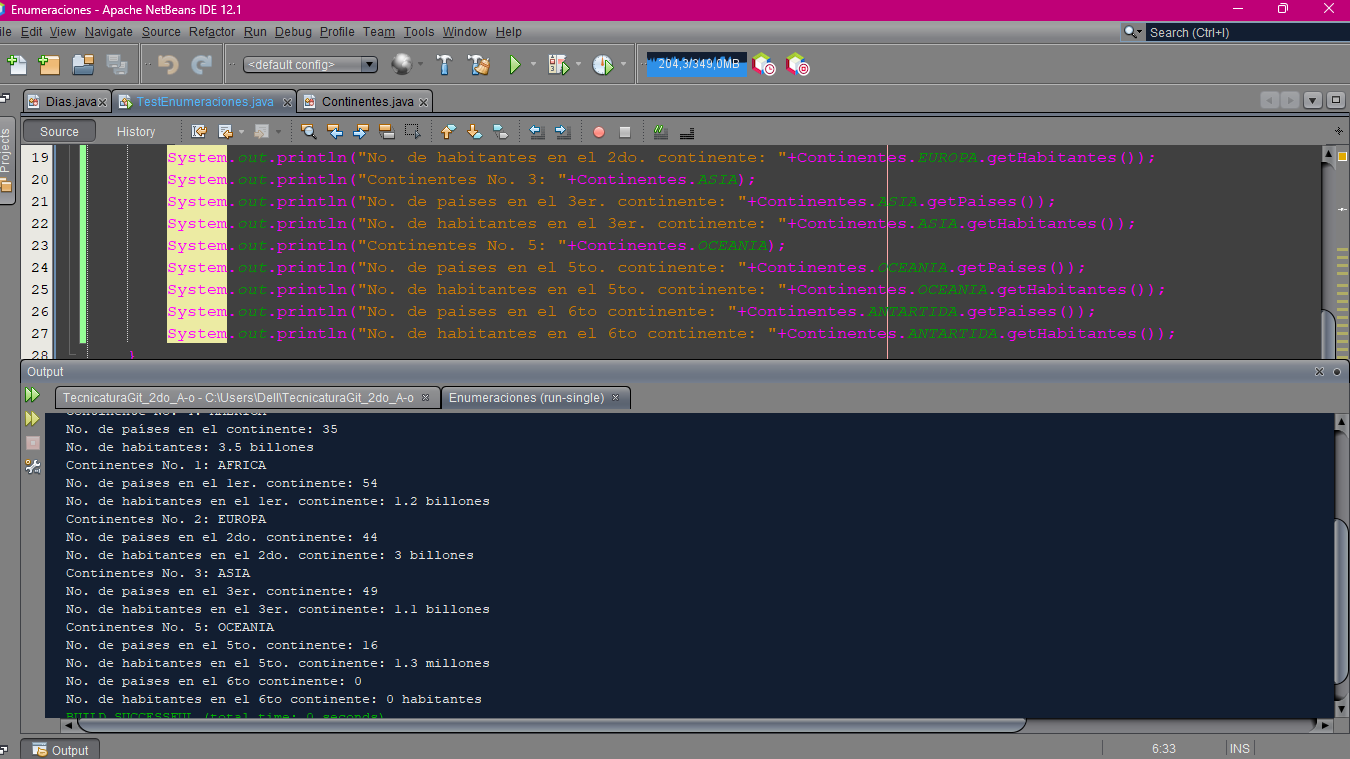 Enumeraciones - Apache NetBeans IDE 12.1
ile Edit View Navigate Source Refactor Run Debug Profile Team Tools Window Help
Search (Ctrl+I)
<default config>
204,3/349,0MB
Dias.java TestEnumeraciones.java Continentes.java
Projects
Source History
19 System.out.println("No. de habitantes en el 2do. continente: "+Continentes.EUROPA.getHabitantes());
20 System.out.println("Continentes No. 3: "+Continentes.ASIA);
21 System.out.println("No. de paises en el 3er. continente: "+Continentes.ASIA.getPaises());
22 System.out.println("No. de habitantes en el 3er. continente: "+Continentes.ASIA.getHabitantes());
23 System.out.println("Continentes No. 5: "+Continentes.OCEANIA);
24 System.out.println("No. de paises en el 5to. continente: "+Continentes.OCEANIA.getPaises());
25 System.out.println("No. de habitantes en el 5to. continente: "+Continentes.OCEANIA.getHabitantes());
26 System.out.println("No. de paises en el 6to continente: "+Continentes.ANTARTIDA.getPaises());
27 System.out.println("No. de habitantes en el 6to continente: "+Continentes.ANTARTIDA.getHabitantes());
28 }
Output
TecnicaturaGit_2do_A-o - C:\Users\Dell\TecnicaturaGit_2do_A-o Enumeraciones (run-single)
Continente No. 4: AMERICA
No. de países en el continente: 35
No. de habitantes: 3.5 billones
Continentes No. 1: AFRICA
No. de paises en el 1er. continente: 54
No. de habitantes en el 1er. continente: 1.2 billones
Continentes No. 2: EUROPA
No. de paises en el 2do. continente: 44
No. de habitantes en el 2do. continente: 3 billones
Continentes No. 3: ASIA
No. de paises en el 3er. continente: 49
No. de habitantes en el 3er. continente: 1.1 billones
Continentes No. 5: OCEANIA
No. de paises en el 5to. continente: 16
No. de habitantes en el 5to. continente: 1.3 millones
No. de paises en el 6to continente: 0
No. de habitantes en el 6to continente: 0 habitantes
BUILD SUCCESSFUL (total time: 0 seconds)
Output
6:33 INS